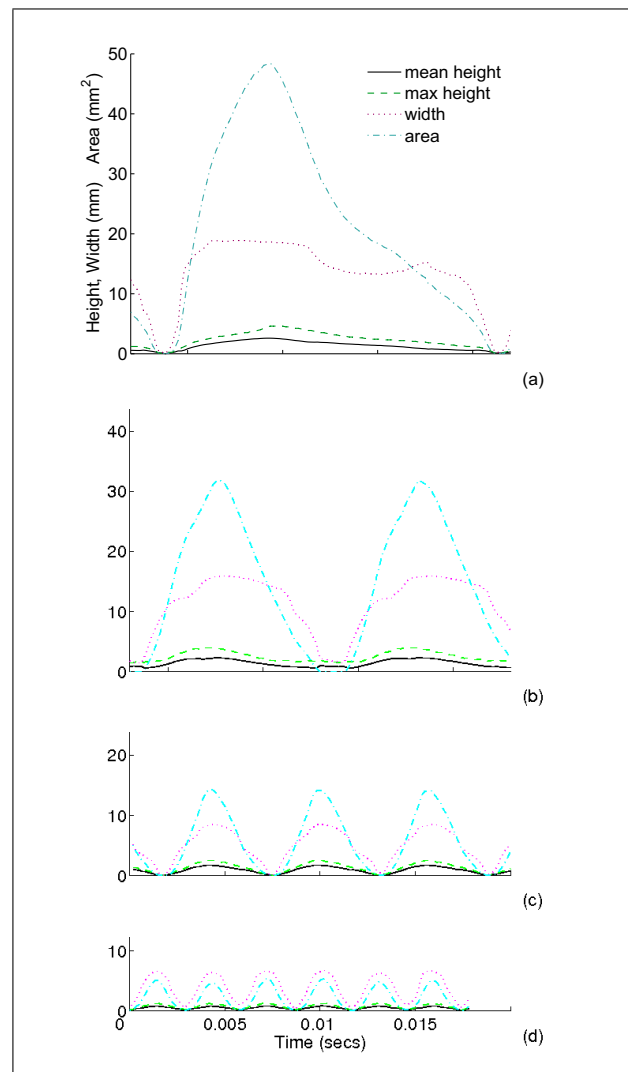 50
40
30
20
10
0
Height, Width (mm) Area (mm²)
mean height
max height
width
area
(a)
40
30
20
10
0
(b)
20
10
0
(c)
10
0
0 0.005 0.01 0.015
Time (secs)
(d)